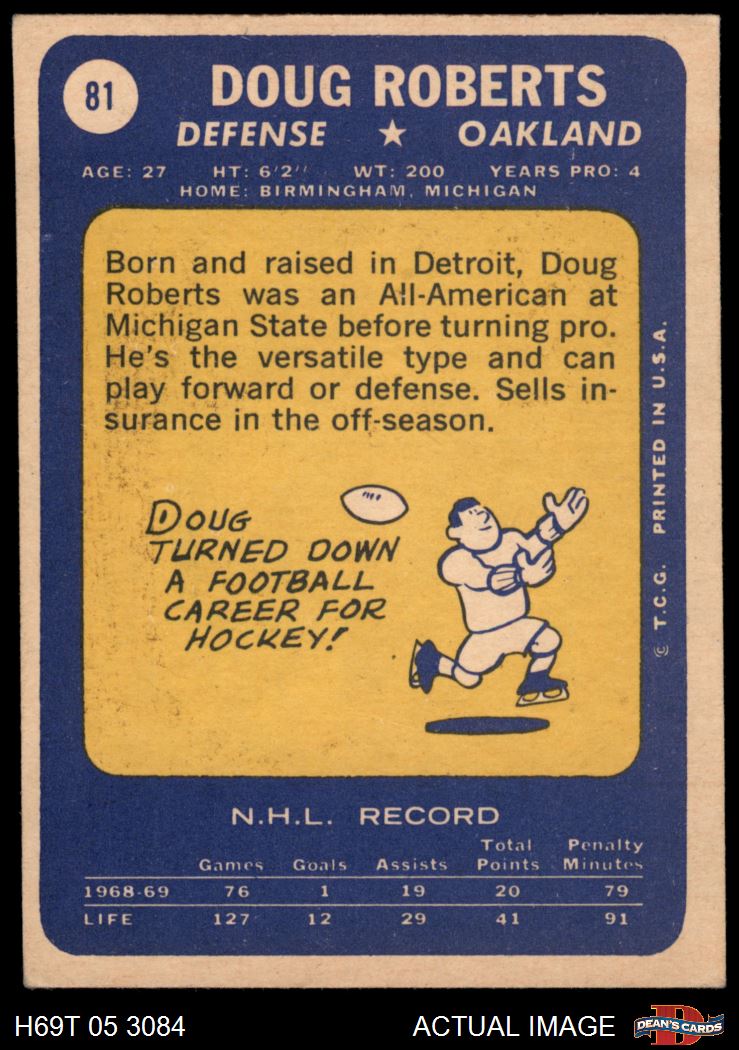 81
DOUG ROBERTS
DEFENSE ★ OAKLAND
AGE: 27 HT: 6'2'' WT: 200 YEARS PRO: 4
HOME: BIRMINGHAM, MICHIGAN
Born and raised in Detroit, Doug
Roberts was an All-American at
Michigan State before turning pro.
He's the versatile type and can
play forward or defense. Sells in-
surance in the off-season.
DOUG
TURNED DOWN
A FOOTBALL
CAREER FOR
HOCKEY!
© T.C.G. PRINTED IN U.S.A.
N.H.L. RECORD
Games Goals Assists Total Points Penalty Minutes
1968-69 76 1 19 20 79
LIFE 127 12 29 41 91
H69T 05 3084 ACTUAL IMAGE
D
DEAN'S CARDS